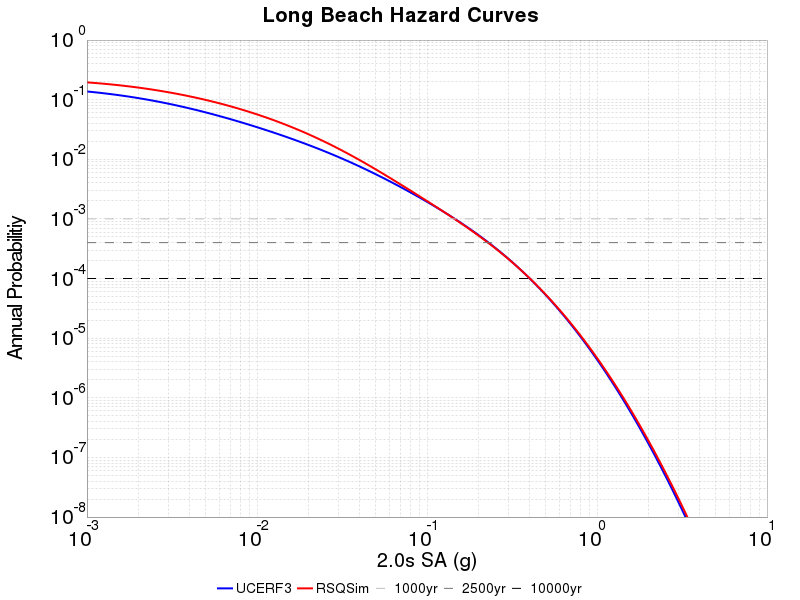 Long Beach Hazard Curves
10^0
10^-1
10^-2
10^-3
10^-4
10^-5
10^-6
10^-7
10^-8
Annual Probabilitiy
10^-3 10^-2 10^-1 10^0 10^1
2.0s SA (g)
UCERF3 RSQSim 1000yr 2500yr 10000yr